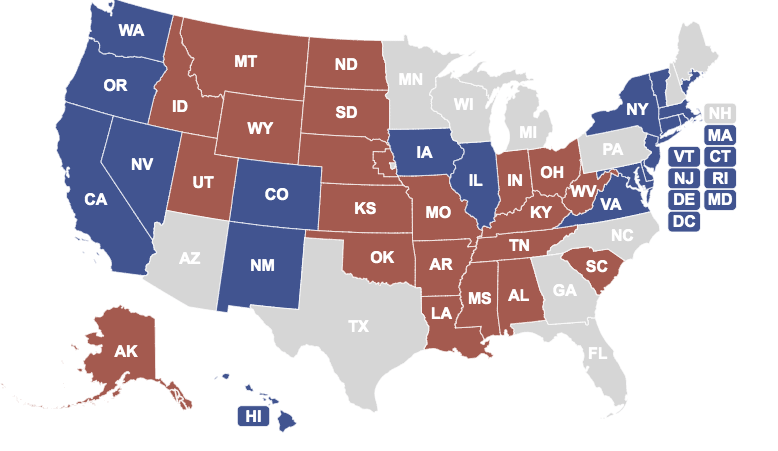 WA
OR
CA
NV
ID
MT
WY
UT
AZ
CO
NM
ND
SD
KS
OK
TX
MN
IA
MO
AR
LA
WI
IL
MI
IN
OH
KY
TN
MS
AL
GA
FL
SC
NC
VA
WV
PA
NY
NH
MA
VT
CT
NJ
RI
DE
MD
DC
AK
HI